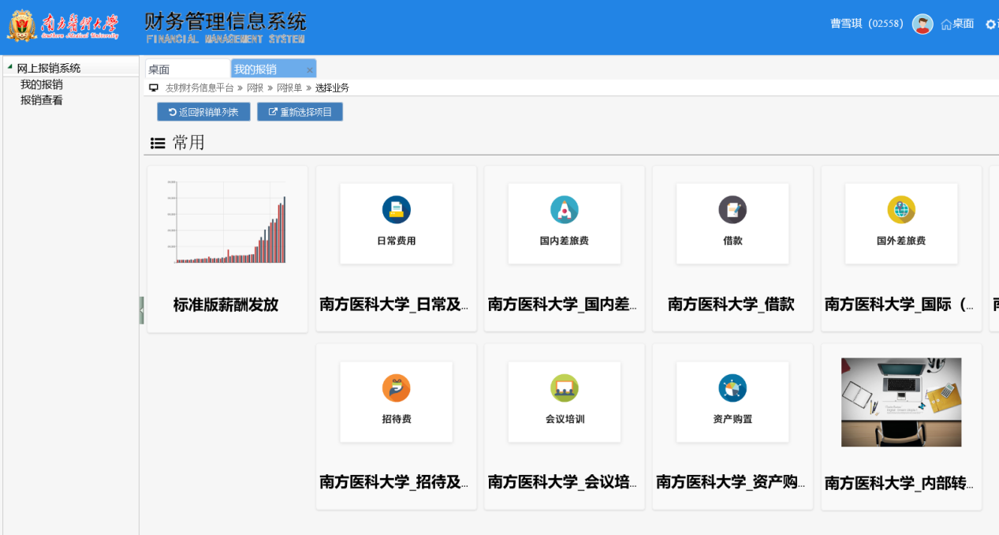 南方醫科大學
Southern Medical University
财务管理信息系统
FINANCIAL MANAGEMENT SYSTEM
曹雪琪 (02558)
桌面
网上报销系统
我的报销
报销查看
桌面
我的报销 ×
友财财务信息平台 » 网报 » 网报单 » 选择业务
返回报销单列表
重新选择项目
常用
标准版薪酬发放
日常费用
南方医科大学_日常及...
国内差旅费
南方医科大学_国内差...
借款
南方医科大学_借款
国外差旅费
南方医科大学_国际（...
招待费
南方医科大学_招待及...
会议培训
南方医科大学_会议培...
资产购置
南方医科大学_资产购...
南方医科大学_内部转...